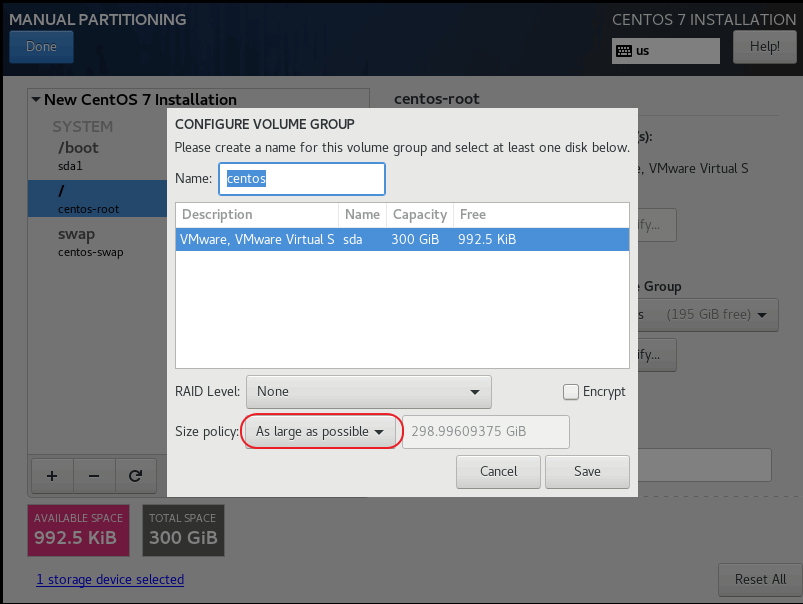 MANUAL PARTITIONING
CENTOS 7 INSTALLATION
Done
us
Help!
New CentOS 7 Installation
centos-root
SYSTEM
/boot
sda1
/
centos-root
swap
centos-swap
CONFIGURE VOLUME GROUP
Please create a name for this volume group and select at least one disk below.
Name: centos
Description Name Capacity Free
VMware, VMware Virtual S sda 300 GiB 992.5 KiB
RAID Level: None Encrypt
Size policy: As large as possible 298.99609375 GiB
Cancel Save
(s):
, VMware Virtual S
ify...
e Group
s (195 GiB free)
ify...
+ −
AVAILABLE SPACE
992.5 KiB
TOTAL SPACE
300 GiB
1 storage device selected
Reset All